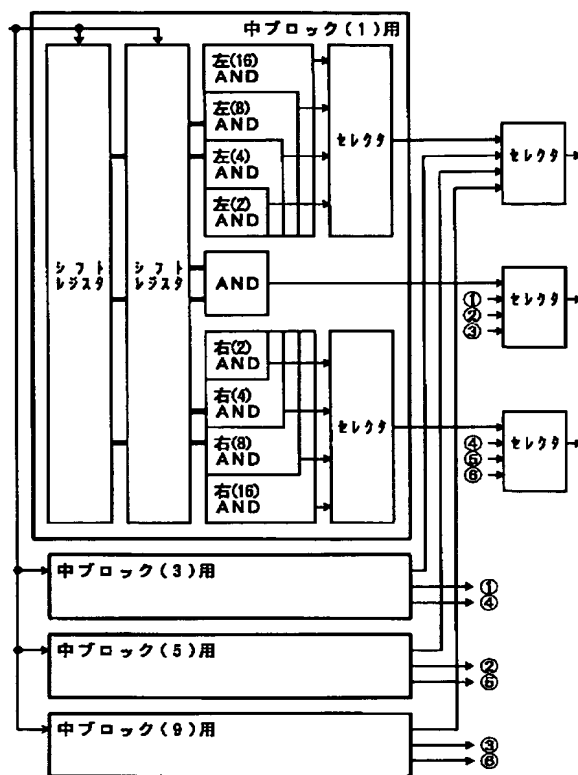 中ブロック(1)用
シフト
レジスタ
シフト
レジスタ
左(16)
AND
左(8)
AND
左(4)
AND
左(2)
AND
セレクタ
AND
右(2)
AND
右(4)
AND
右(8)
AND
右(16)
AND
セレクタ
セレクタ
セレクタ
①
②
③
セレクタ
④
⑤
⑥
中ブロック(3)用
①
④
中ブロック(5)用
②
⑤
中ブロック(9)用
③
⑥